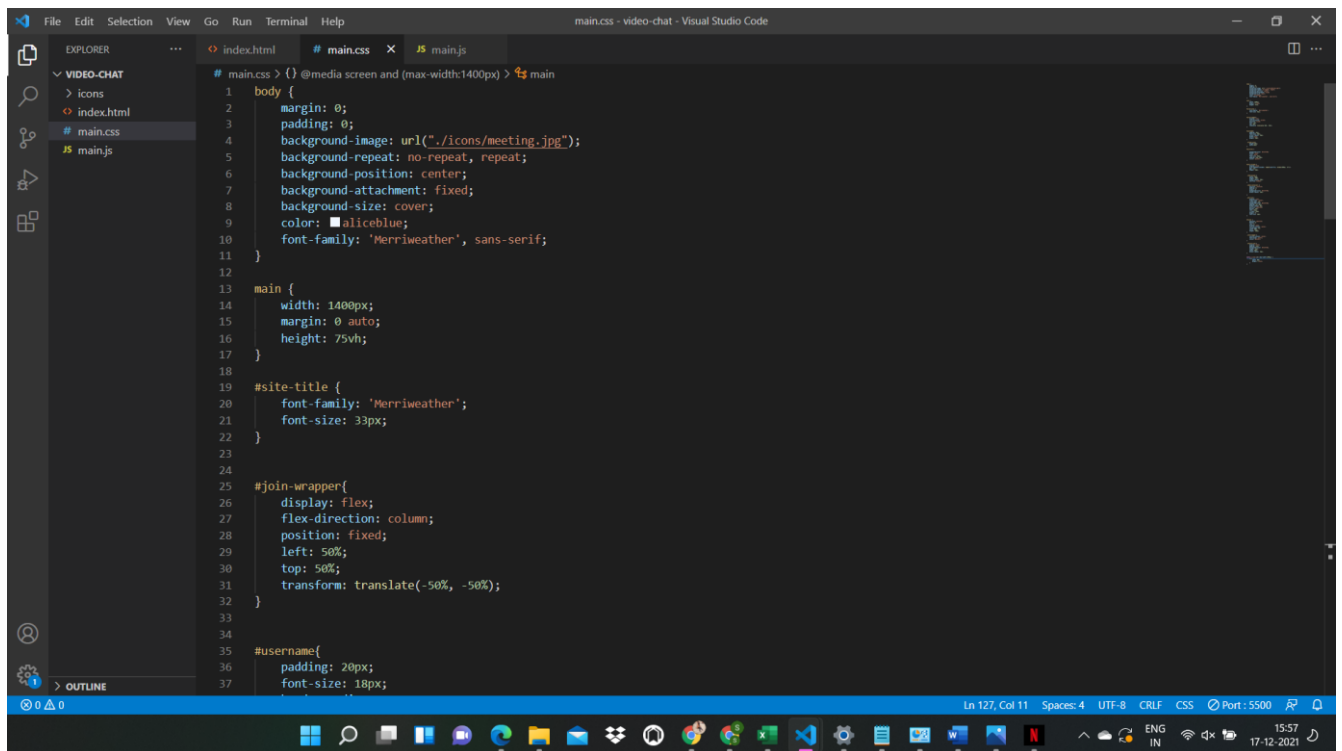 File Edit Selection View Go Run Terminal Help
main.css - video-chat - Visual Studio Code
EXPLORER
index.html
# main.css
JS main.js
VIDEO-CHAT
icons
index.html
# main.css
JS main.js
OUTLINE
# main.css > {} @media screen and (max-width:1400px) > main
1 body {
2 margin: 0;
3 padding: 0;
4 background-image: url("./icons/meeting.jpg");
5 background-repeat: no-repeat, repeat;
6 background-position: center;
7 background-attachment: fixed;
8 background-size: cover;
9 color: aliceblue;
10 font-family: 'Merriweather', sans-serif;
11 }
12
13 main {
14 width: 1400px;
15 margin: 0 auto;
16 height: 75vh;
17 }
18
19 #site-title {
20 font-family: 'Merriweather';
21 font-size: 33px;
22 }
23
24
25 #join-wrapper{
26 display: flex;
27 flex-direction: column;
28 position: fixed;
29 left: 50%;
30 top: 50%;
31 transform: translate(-50%, -50%);
32 }
33
34
35 #username{
36 padding: 20px;
37 font-size: 18px;
0 0
Ln 127, Col 11 Spaces: 4 UTF-8 CRLF CSS Port : 5500
ENG
IN
15:57
17-12-2021